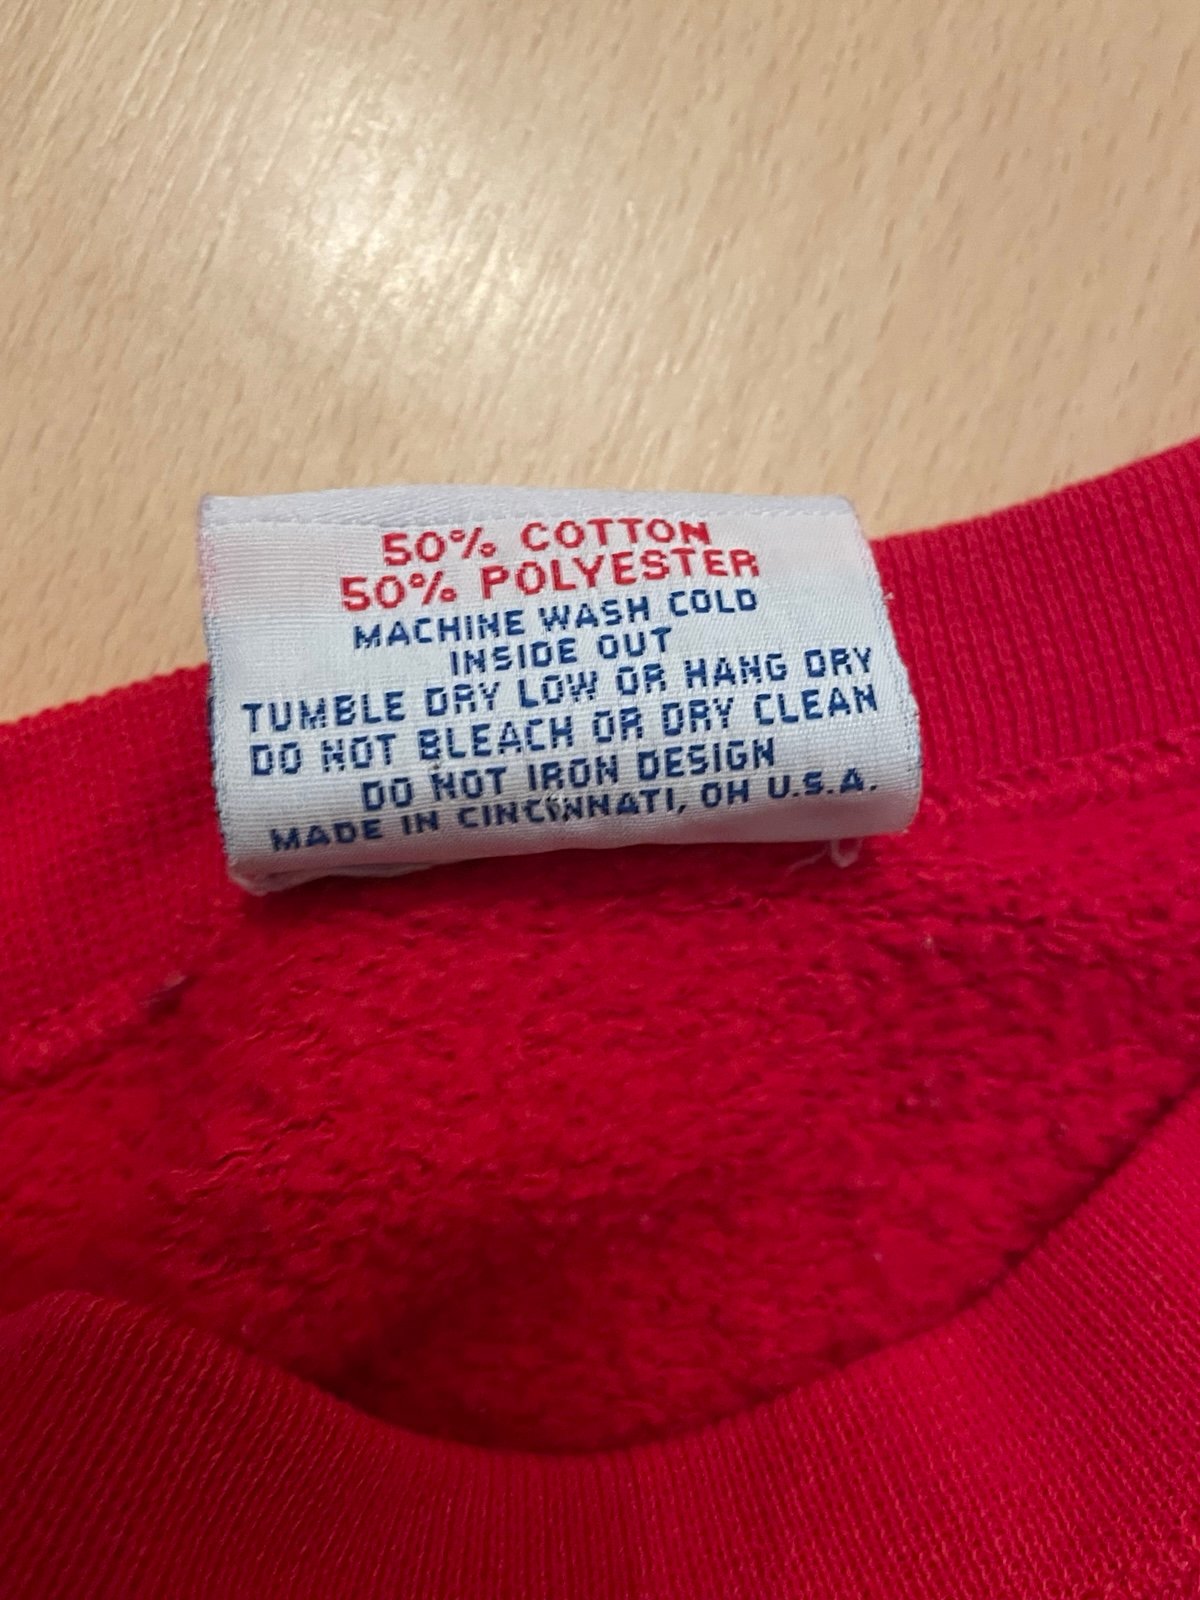 50% COTTON
50% POLYESTER
MACHINE WASH COLD
INSIDE OUT
TUMBLE DRY LOW OR HANG DRY
DO NOT BLEACH OR DRY CLEAN
DO NOT IRON DESIGN
MADE IN CINCINNATI, OH U.S.A.